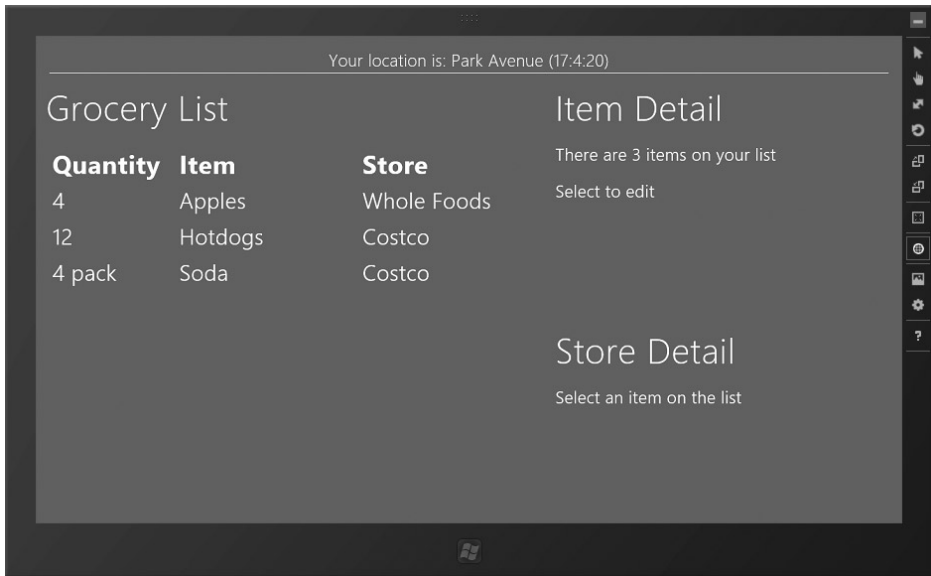 Your location is: Park Avenue (17:4:20)
Grocery List
Quantity Item Store
4 Apples Whole Foods
12 Hotdogs Costco
4 pack Soda Costco
Item Detail
There are 3 items on your list
Select to edit
Store Detail
Select an item on the list
?